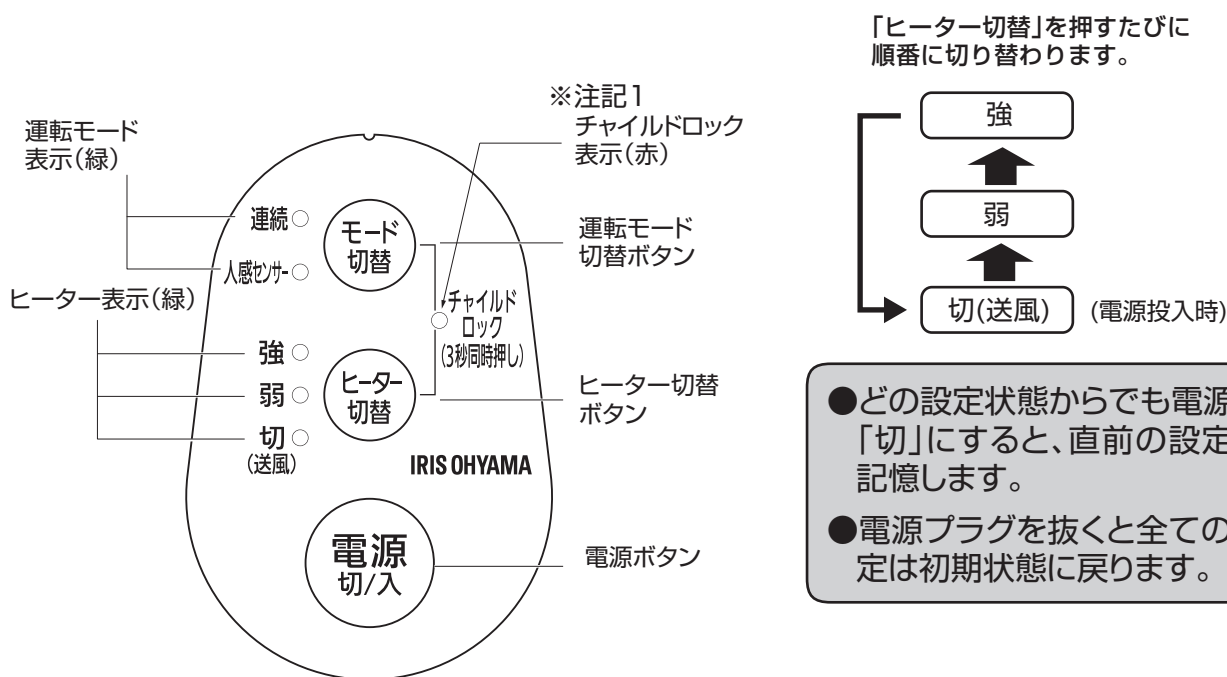 「ヒーター切替」を押すたびに
順番に切り替わります。
強
弱
切(送風)
(電源投入時)
※注記1
チャイルドロック
表示(赤)
運転モード
表示(緑)
連続
モード
切替
運転モード
切替ボタン
人感センサー
ヒーター表示(緑)
チャイルド
ロック
(3秒同時押し)
強
弱
切
(送風)
ヒーター
切替
ヒーター切替
ボタン
IRIS OHYAMA
電源
切/入
電源ボタン
●どの設定状態からでも電源
「切」にすると、直前の設定
記憶します。
●電源プラグを抜くと全ての
定は初期状態に戻ります。